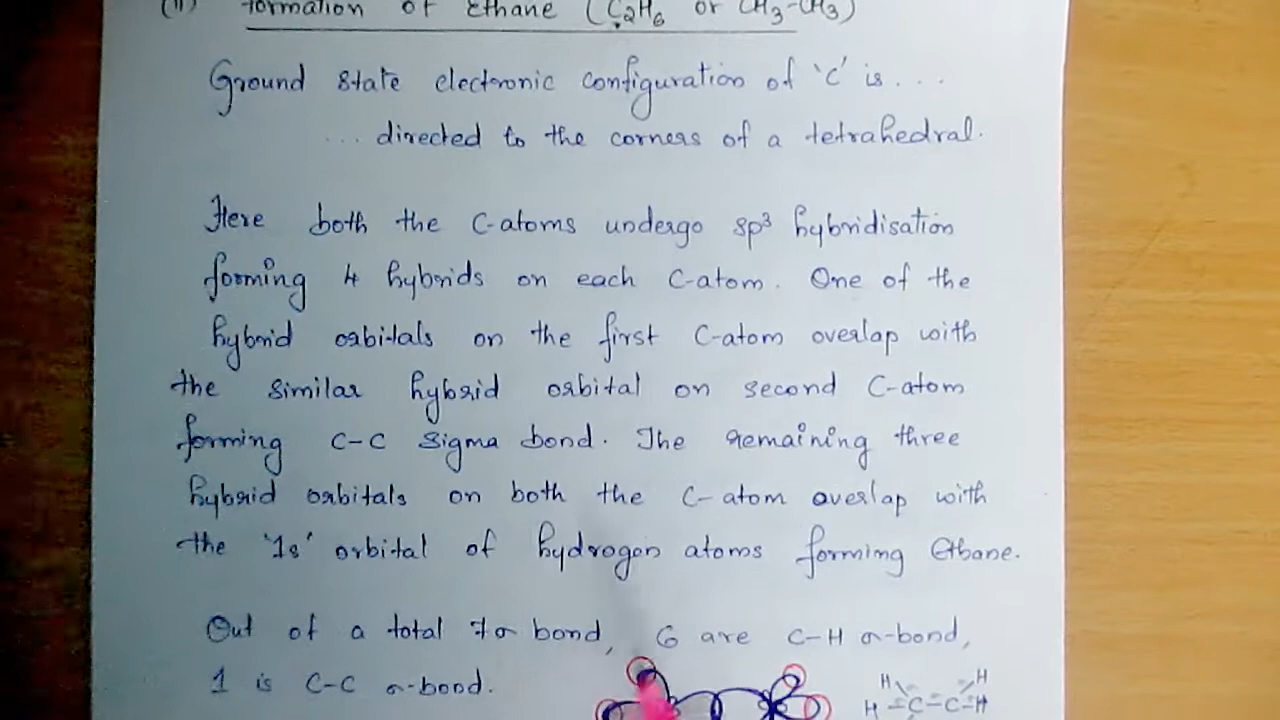 (ii) formation of Ethane (C2H6 or CH3-CH3)
Ground state electronic configuration of 'c' is....
... directed to the corners of a tetrahedral.
Here both the C-atoms undergo sp³ hybridisation
forming 4 hybrids on each C-atom. One of the
hybrid orbitals on the first C-atom overlap with
the similar hybrid orbital on second C-atom
forming C-C sigma bond. The remaining three
hybrid orbitals on both the C-atom overlap with
the '1s' orbital of hydrogen atoms forming Ethane.
Out of a total 7 σ bond, 6 are C-H σ-bond,
1 is C-C σ-bond.
H H
H C-C-H